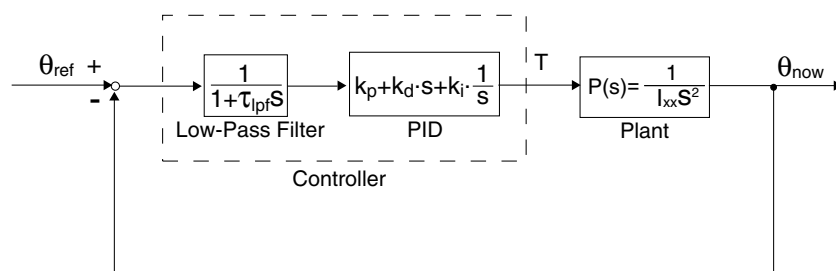 θref +
-
1
1+τlpfS
Low-Pass Filter
kp+kd·s+ki·1/s
PID
Controller
T
P(s)=1/IxxS²
Plant
θnow